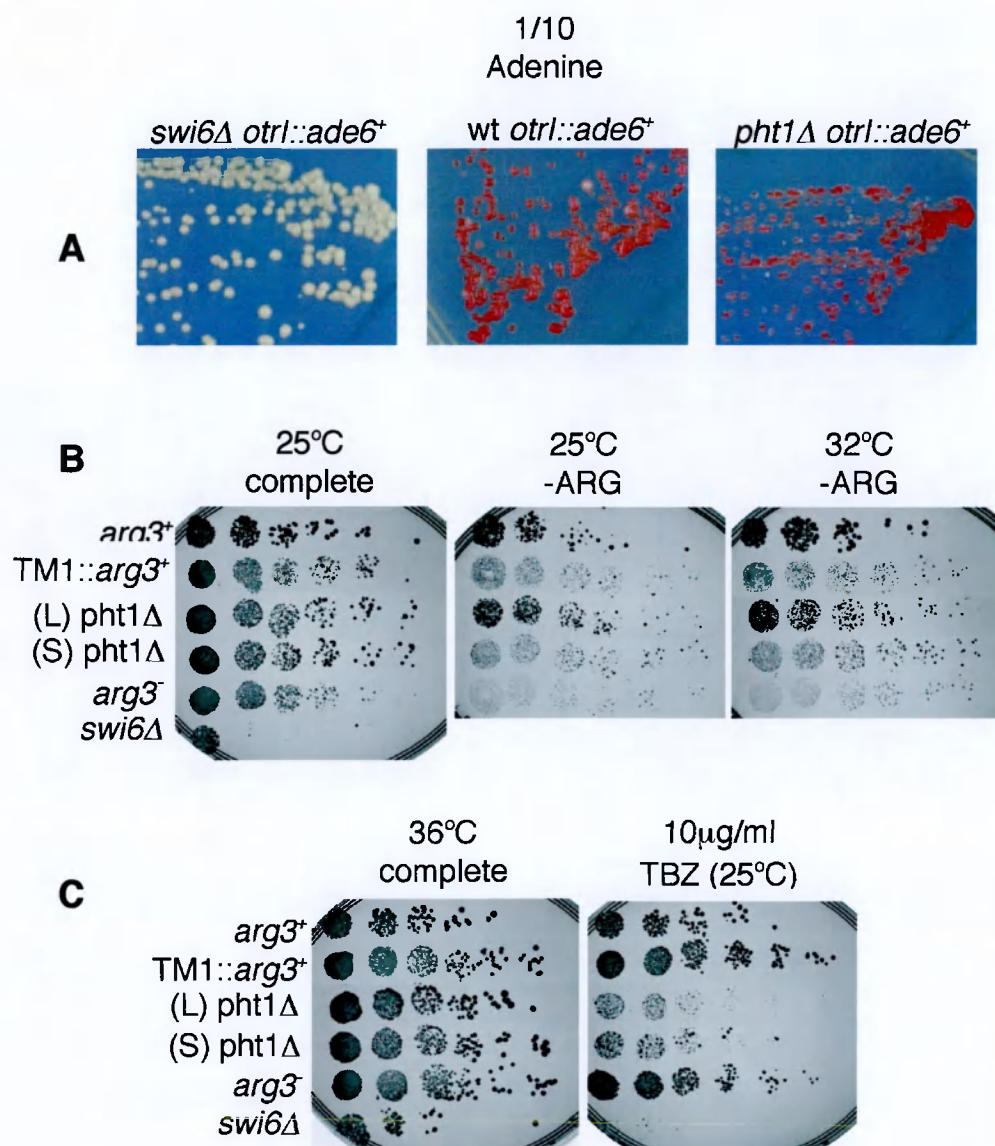 1/10
Adenine
swi6Δ otrI::ade6⁺
wt otrI::ade6⁺
pht1Δ otrI::ade6⁺
A
B
25°C
complete
25°C
-ARG
32°C
-ARG
arg3⁺
TM1::arg3⁺
(L) pht1Δ
(S) pht1Δ
arg3⁻
swi6Δ
C
36°C
complete
10µg/ml
TBZ (25°C)
arg3⁺
TM1::arg3⁺
(L) pht1Δ
(S) pht1Δ
arg3⁻
swi6Δ